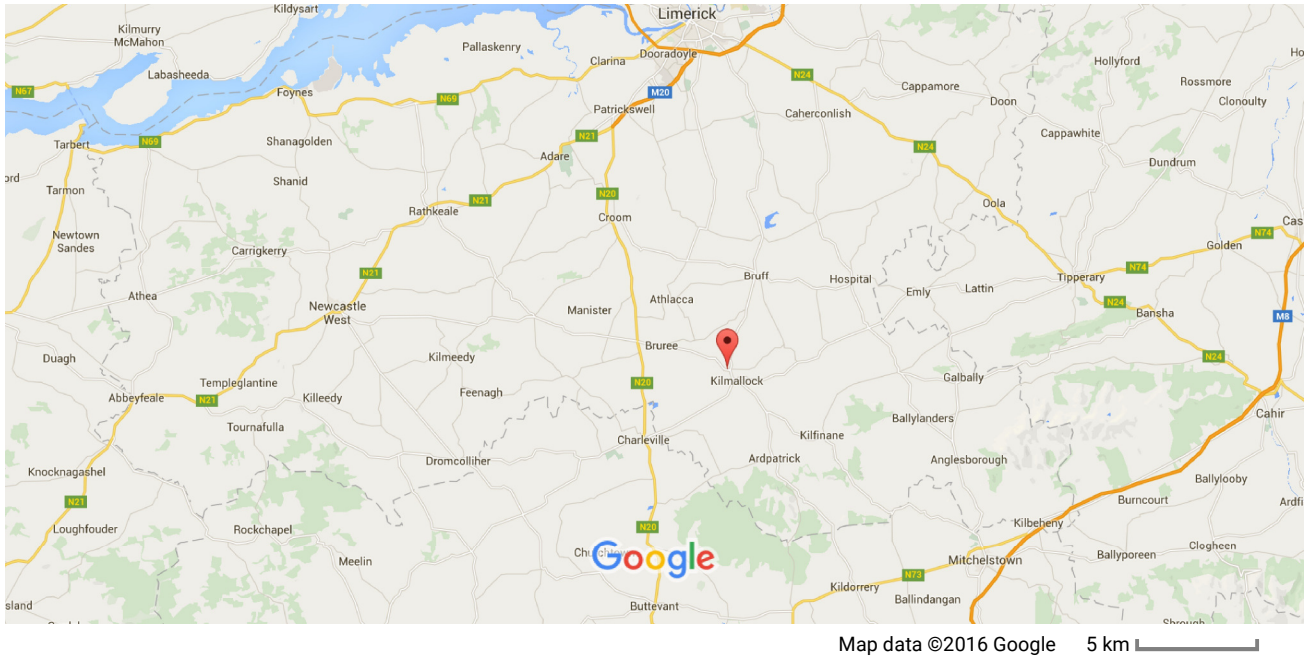 Kildysart
Limerick
Kilmurry
McMahon
Pallaskenry
Dooradoyle
Clarina
Hollyford
Labasheeda
N24
Rossmore
N67
Foynes
Cappamore
M20
N69
Doon
Clonoulty
Patrickswell
Caherconlish
Cappawhite
N21
Tarbert
N69
Shanagolden
N24
Adare
Dundrum
Shanid
Tarmon
N20
N21
Oola
Rathkeale
Croom
Cas
Newtown
Sandes
N74
Golden
Carrigkerry
N74
N21
Bruff
Hospital
Tipperary
Emly
Lattin
Athea
Athlacca
N24
Newcastle
West
Manister
Bansha
M8
Bruree
Duagh
Kilmeedy
N24
Kilmallock
Templeglantine
N20
Galbally
Feenagh
Abbeyfeale
N21
Killeedy
Cahir
Ballylanders
Tournafulla
Charleville
Kilfinane
Dromcolliher
Ardpatrick
Anglesborough
Knocknagashel
Ballylooby
N21
Burncourt
Ardfi
Loughfouder
Rockchapel
N20
Kilbeheny
Clogheen
Google
Ballyporeen
Meelin
Mitchelstown
N73
Kildorrery
Ballindangan
sland
Buttevant
Map data ©2016 Google 5 km